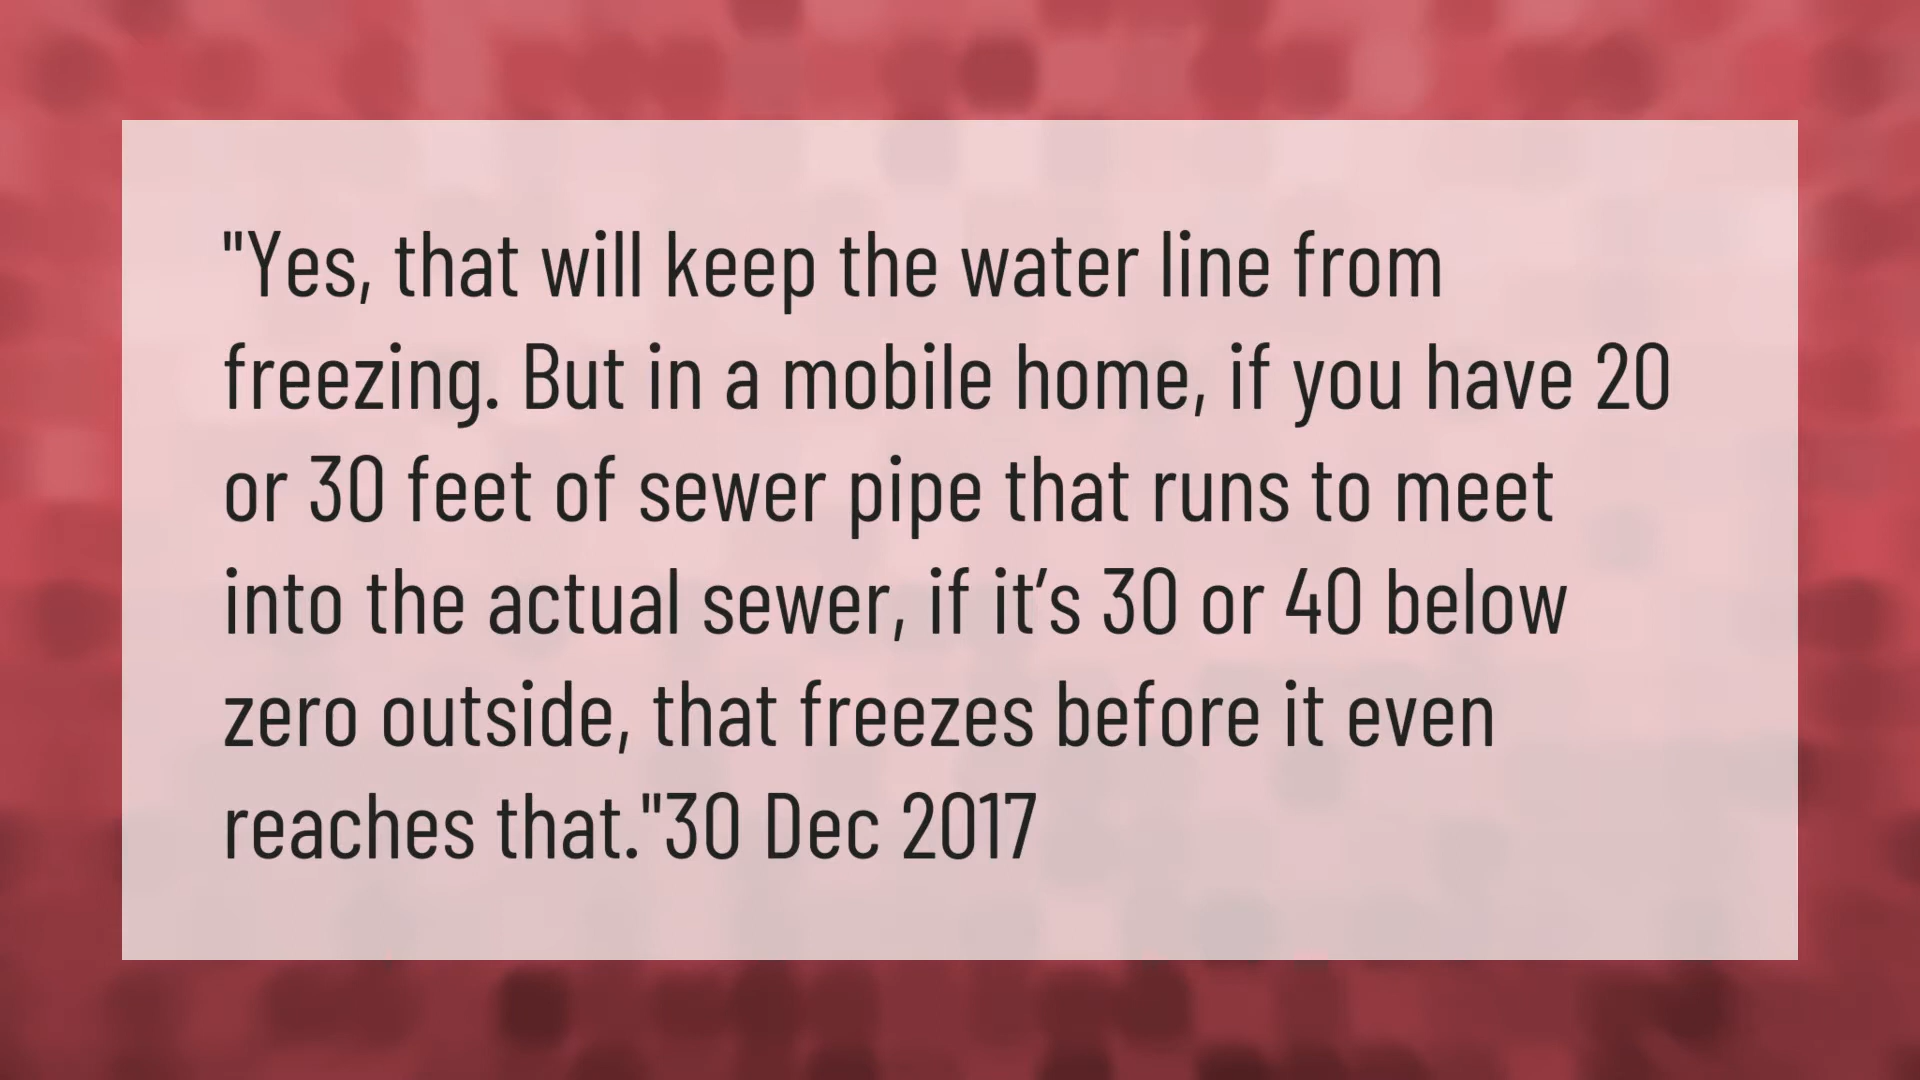 "Yes, that will keep the water line from
freezing. But in a mobile home, if you have 20
or 30 feet of sewer pipe that runs to meet
into the actual sewer, if it’s 30 or 40 below
zero outside, that freezes before it even
reaches that."30 Dec 2017